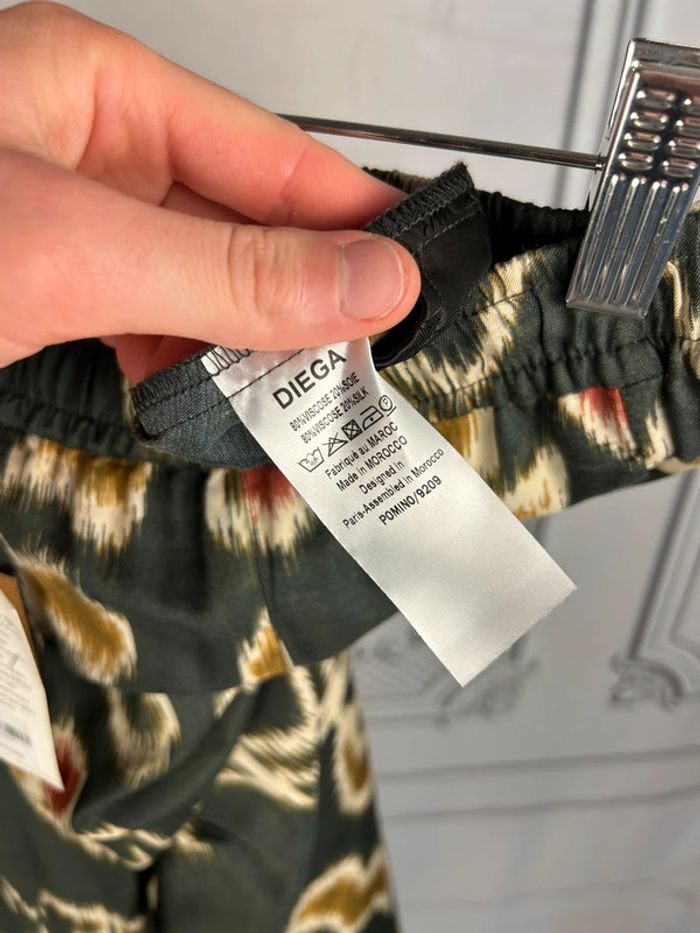 DIEGA
80%VISCOSE 20%SOIE
80%VISCOSE 20%SILK
Fabriqué au MAROC
Made in MOROCCO
Designed in
Paris-Assembled in Morocco
POMINO/9209